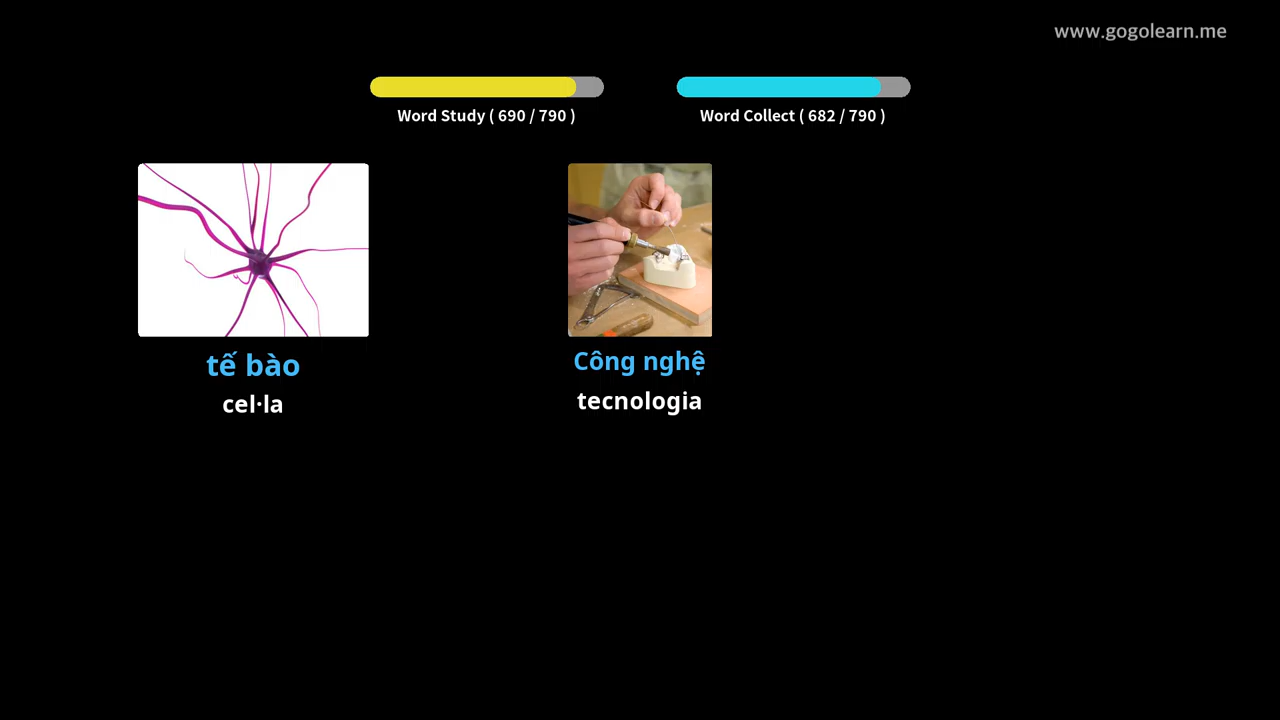 www.gogolearn.me
Word Study ( 690 / 790 )
Word Collect ( 682 / 790 )
tế bào
cel·la
Công nghệ
tecnologia